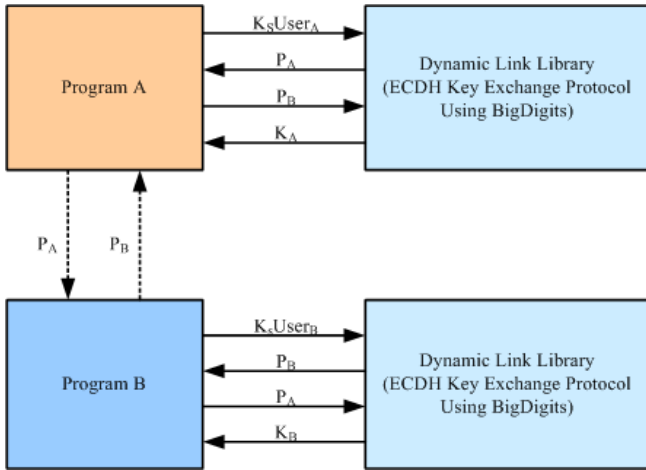 KSUserA
PA
Program A
PB
KA
Dynamic Link Library
(ECDH Key Exchange Protocol
Using BigDigits)
PA
PB
KsUserB
PB
Program B
PA
KB
Dynamic Link Library
(ECDH Key Exchange Protocol
Using BigDigits)